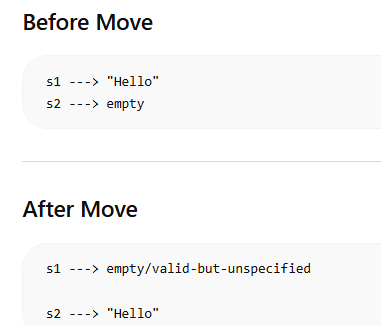 Before Move
s1 ---> "Hello"
s2 ---> empty
After Move
s1 ---> empty/valid-but-unspecified
s2 ---> "Hello"